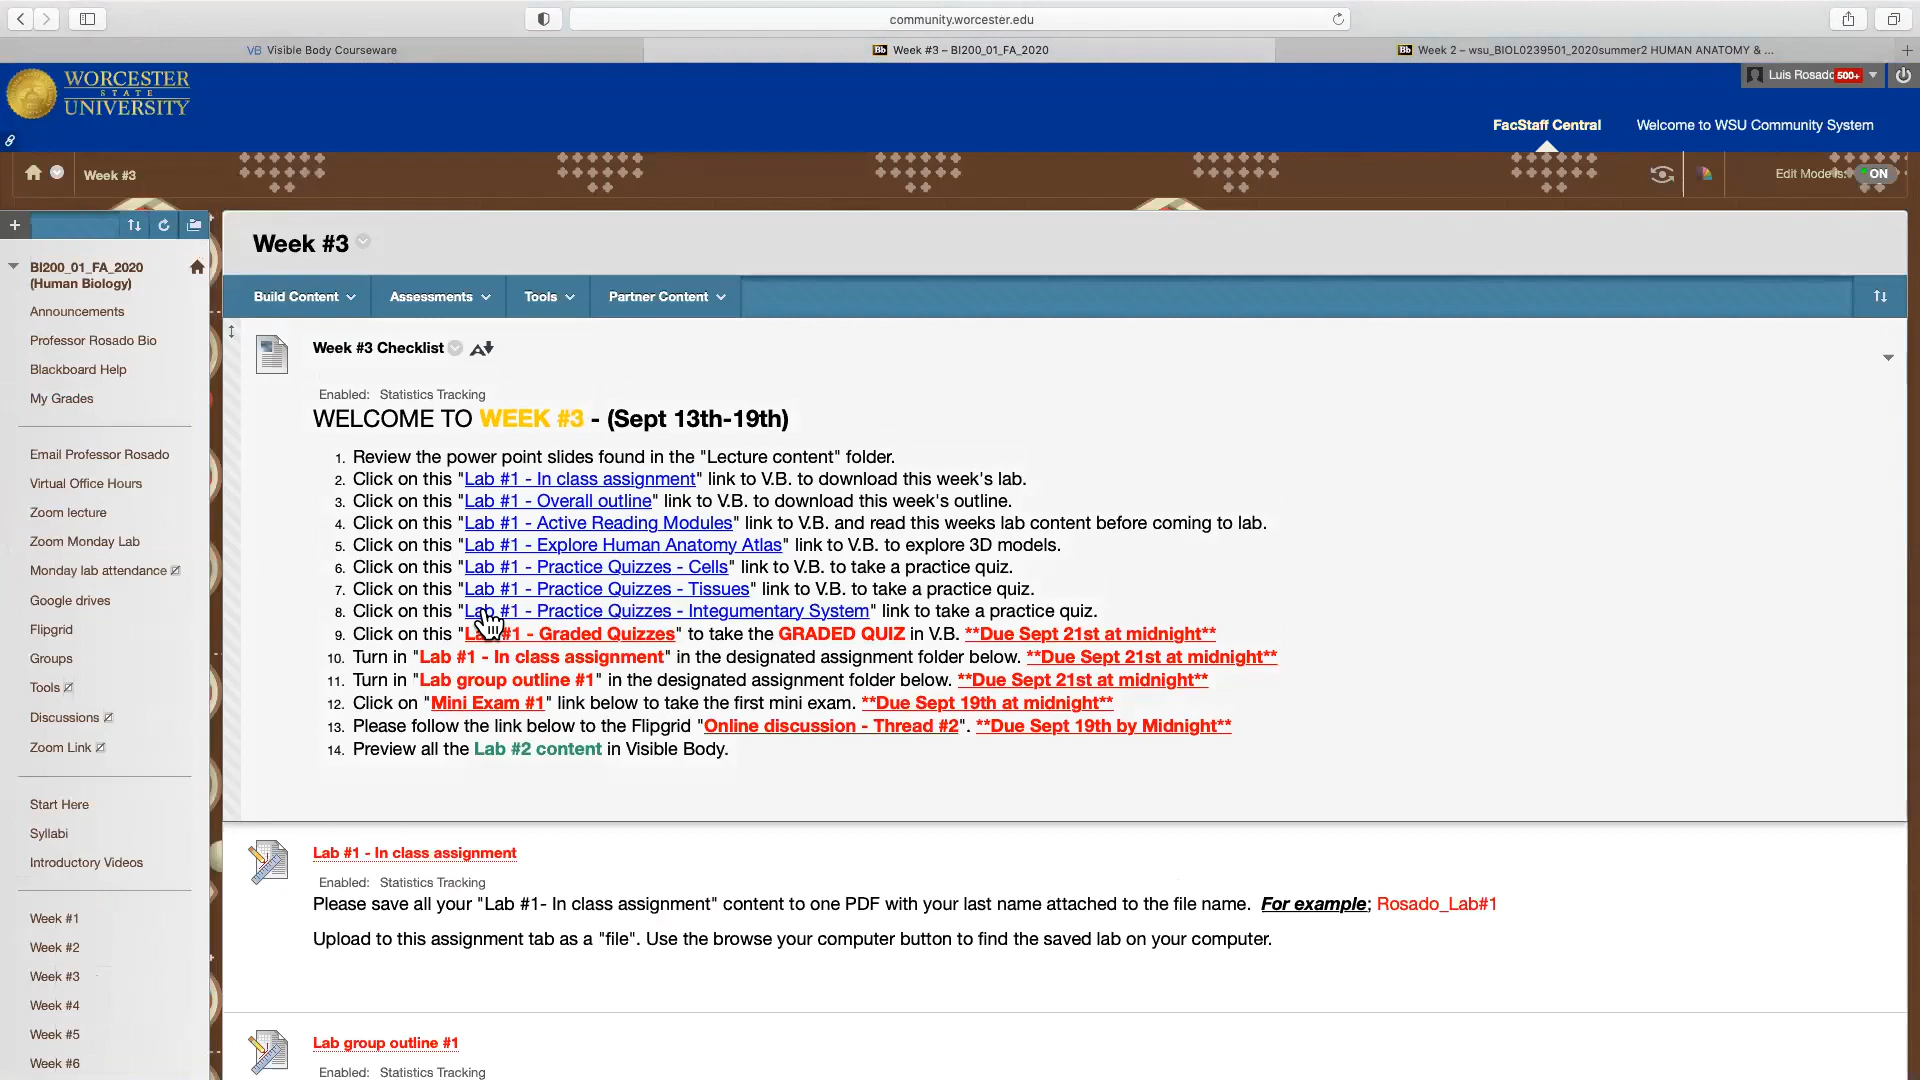 community.worcester.edu
VB Visible Body Courseware
Bb Week #3 – BI200_01_FA_2020
Bb Week 2 – wsu_BIOL0239501_2020summer2 HUMAN ANATOMY & ...
WORCESTER
STATE
UNIVERSITY
Luis Rosado 500+
FacStaff Central
Welcome to WSU Community System
Week #3
Edit Mode is: ON
BI200_01_FA_2020
(Human Biology)
Announcements
Professor Rosado Bio
Blackboard Help
My Grades
Email Professor Rosado
Virtual Office Hours
Zoom lecture
Zoom Monday Lab
Monday lab attendance
Google drives
Flipgrid
Groups
Tools
Discussions
Zoom Link
Start Here
Syllabi
Introductory Videos
Week #1
Week #2
Week #3
Week #4
Week #5
Week #6
Week #3
Build Content
Assessments
Tools
Partner Content
Week #3 Checklist
Enabled: Statistics Tracking
WELCOME TO WEEK #3 - (Sept 13th-19th)
1. Review the power point slides found in the "Lecture content" folder.
2. Click on this "Lab #1 - In class assignment" link to V.B. to download this week's lab.
3. Click on this "Lab #1 - Overall outline" link to V.B. to download this week's outline.
4. Click on this "Lab #1 - Active Reading Modules" link to V.B. and read this weeks lab content before coming to lab.
5. Click on this "Lab #1 - Explore Human Anatomy Atlas" link to V.B. to explore 3D models.
6. Click on this "Lab #1 - Practice Quizzes - Cells" link to V.B. to take a practice quiz.
7. Click on this "Lab #1 - Practice Quizzes - Tissues" link to V.B. to take a practice quiz.
8. Click on this "Lab #1 - Practice Quizzes - Integumentary System" link to take a practice quiz.
9. Click on this "Lab #1 - Graded Quizzes" to take the GRADED QUIZ in V.B. **Due Sept 21st at midnight**
10. Turn in "Lab #1 - In class assignment" in the designated assignment folder below. **Due Sept 21st at midnight**
11. Turn in "Lab group outline #1" in the designated assignment folder below. **Due Sept 21st at midnight**
12. Click on "Mini Exam #1" link below to take the first mini exam. **Due Sept 19th at midnight**
13. Please follow the link below to the Flipgrid "Online discussion - Thread #2". **Due Sept 19th by Midnight**
14. Preview all the Lab #2 content in Visible Body.
Lab #1 - In class assignment
Enabled: Statistics Tracking
Please save all your "Lab #1- In class assignment" content to one PDF with your last name attached to the file name. For example; Rosado_Lab#1
Upload to this assignment tab as a "file". Use the browse your computer button to find the saved lab on your computer.
Lab group outline #1
Enabled: Statistics Tracking